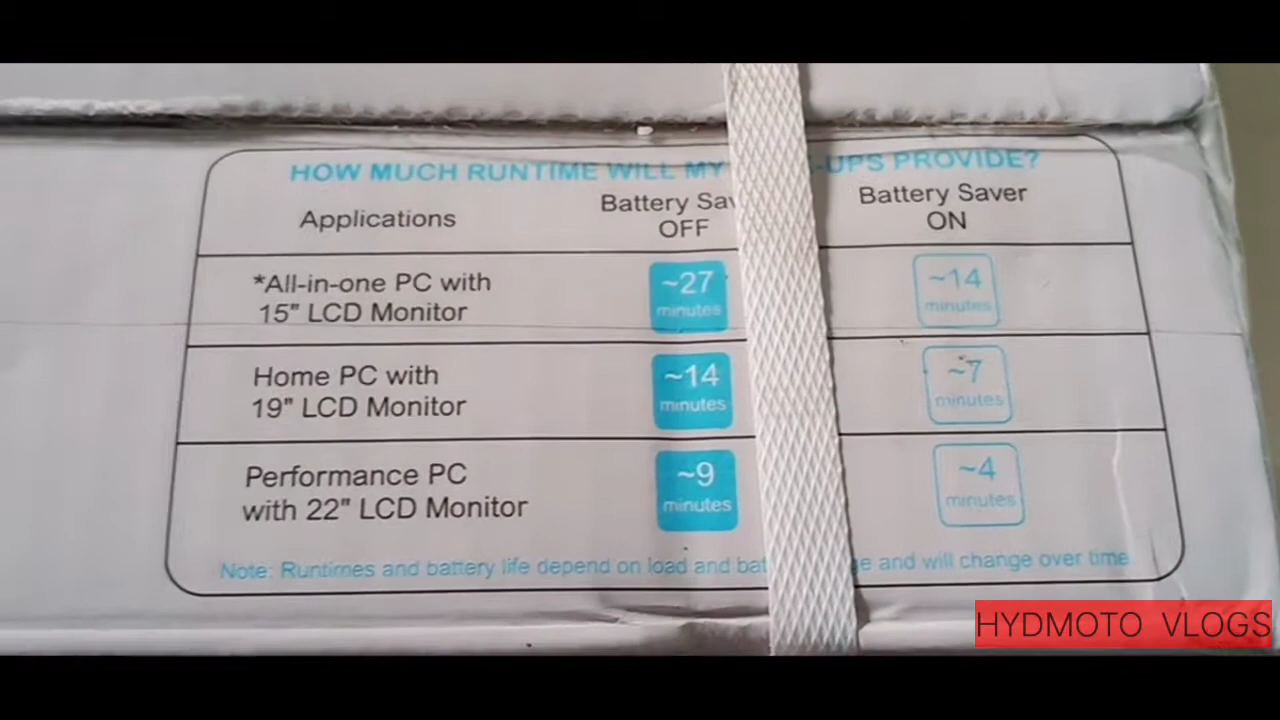 HOW MUCH RUNTIME WILL MY -UPS PROVIDE?
Applications
Battery Sav
OFF
Battery Saver
ON
*All-in-one PC with
15" LCD Monitor
~27
minutes
~14
minutes
Home PC with
19" LCD Monitor
~14
minutes
~7
minutes
Performance PC
with 22" LCD Monitor
~9
minutes
~4
minutes
Note: Runtimes and battery life depend on load and bat e and will change over time.
HYDMOTO VLOGS